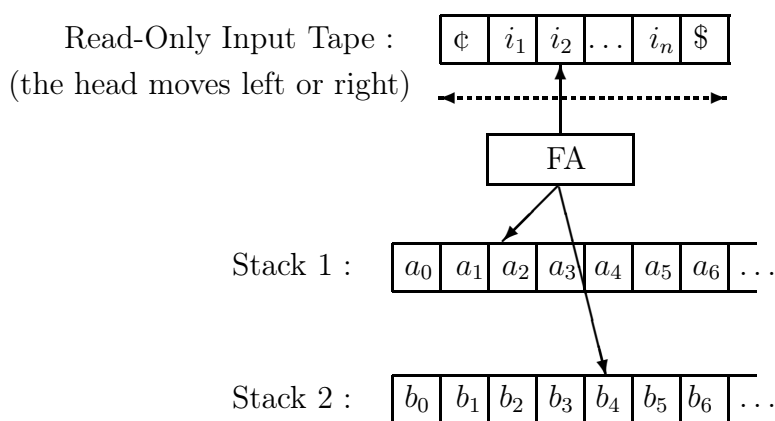 Read-Only Input Tape : ¢ i₁ i₂ … iₙ $
(the head moves left or right)
FA
Stack 1 : a₀ a₁ a₂ a₃ a₄ a₅ a₆ …
Stack 2 : b₀ b₁ b₂ b₃ b₄ b₅ b₆ …